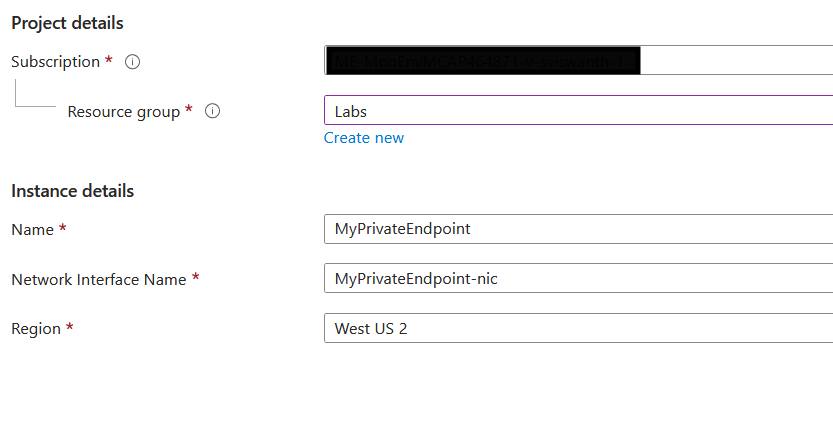 Project details
Subscription *
Resource group * Labs
Create new
Instance details
Name * MyPrivateEndpoint
Network Interface Name * MyPrivateEndpoint-nic
Region * West US 2